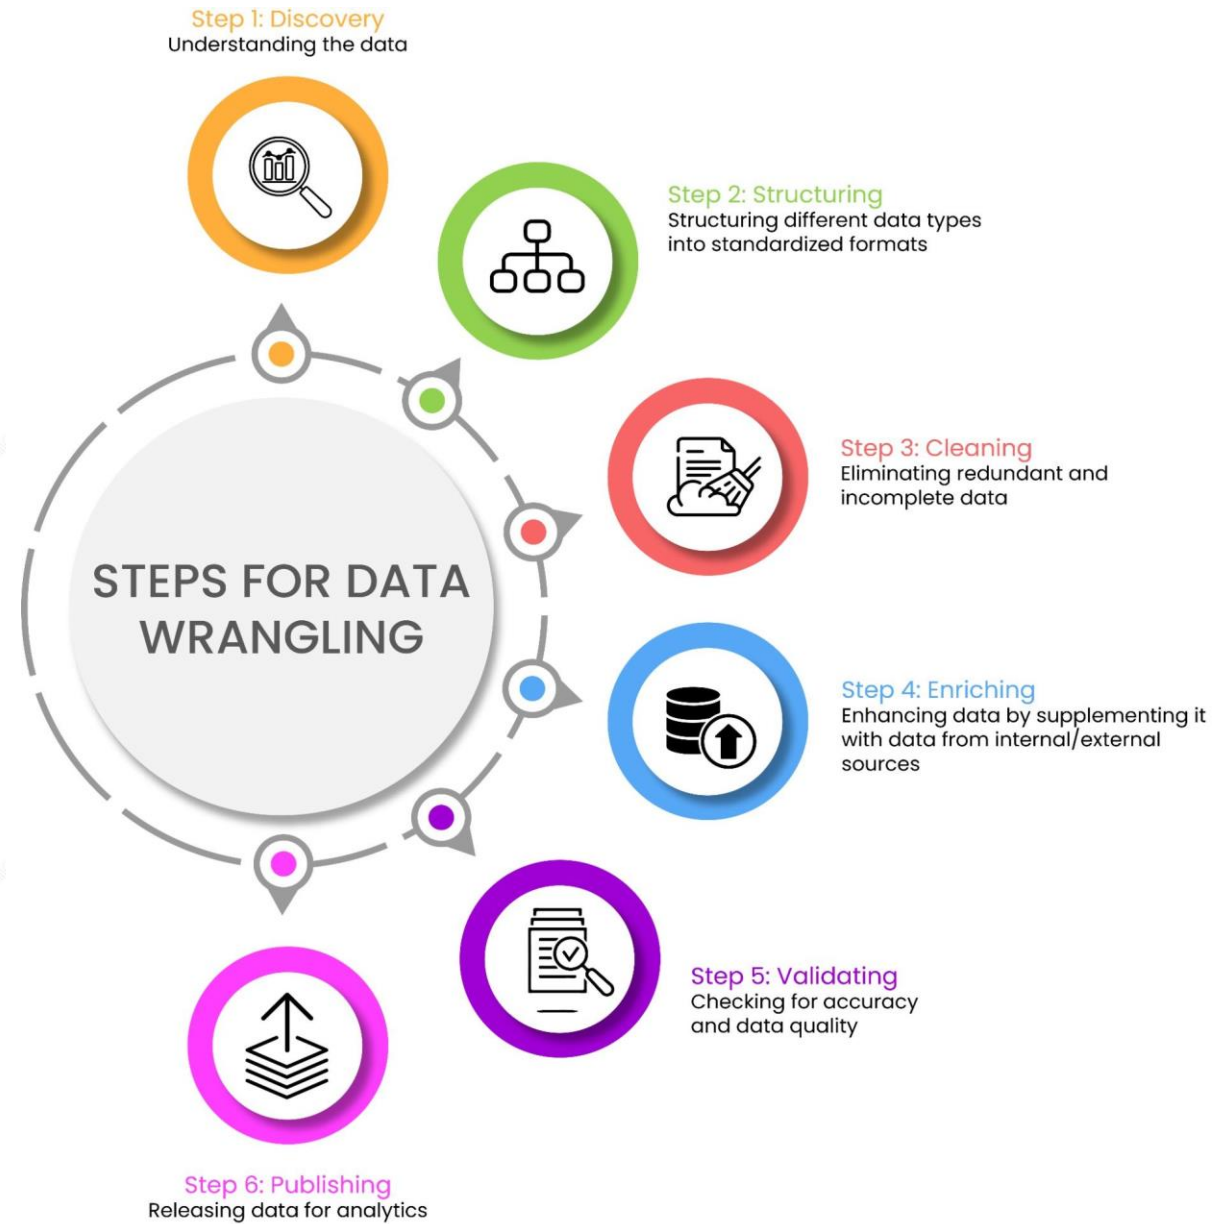 Step 1: Discovery
Understanding the data
Step 2: Structuring
Structuring different data types
into standardized formats
Step 3: Cleaning
Eliminating redundant and
incomplete data
STEPS FOR DATA
WRANGLING
Step 4: Enriching
Enhancing data by supplementing it
with data from internal/external
sources
Step 5: Validating
Checking for accuracy
and data quality
Step 6: Publishing
Releasing data for analytics